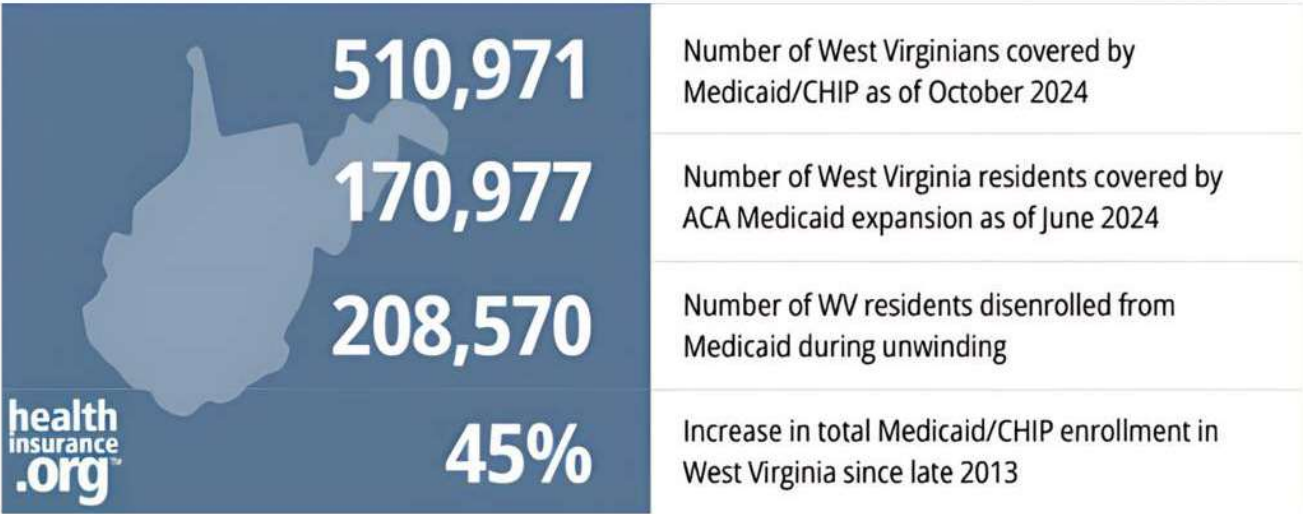 510,971
Number of West Virginians covered by
Medicaid/CHIP as of October 2024
170,977
Number of West Virginia residents covered by
ACA Medicaid expansion as of June 2024
208,570
Number of WV residents disenrolled from
Medicaid during unwinding
45%
Increase in total Medicaid/CHIP enrollment in
West Virginia since late 2013
health
insurance
.org™